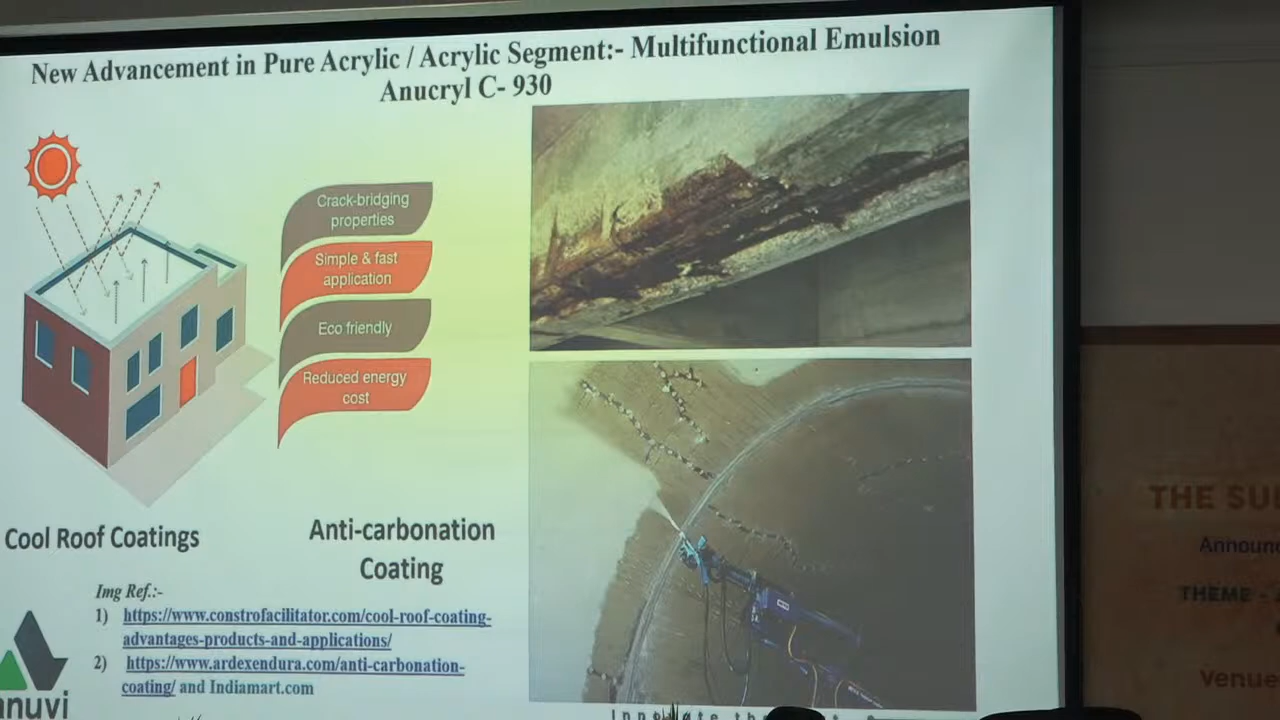 New Advancement in Pure Acrylic / Acrylic Segment:- Multifunctional Emulsion
Anucryl C- 930
Crack-bridging
properties
Simple & fast
application
Eco friendly
Reduced energy
cost
Cool Roof Coatings
Anti-carbonation
Coating
Img Ref.:-
1) https://www.constrofacilitator.com/cool-roof-coating-
advantages-products-and-applications/
2) https://www.ardexendura.com/anti-carbonation-
coating/ and Indiamart.com
anuvi
THE SU
Announ
THEME -
Venue